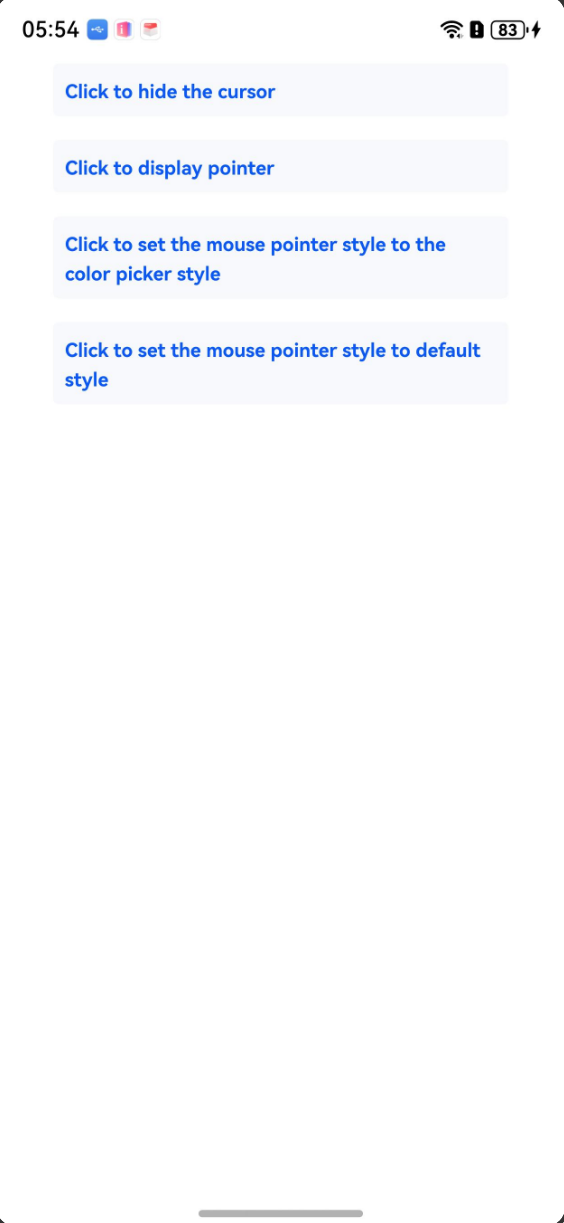 05:54
83
Click to hide the cursor
Click to display pointer
Click to set the mouse pointer style to the
color picker style
Click to set the mouse pointer style to default
style